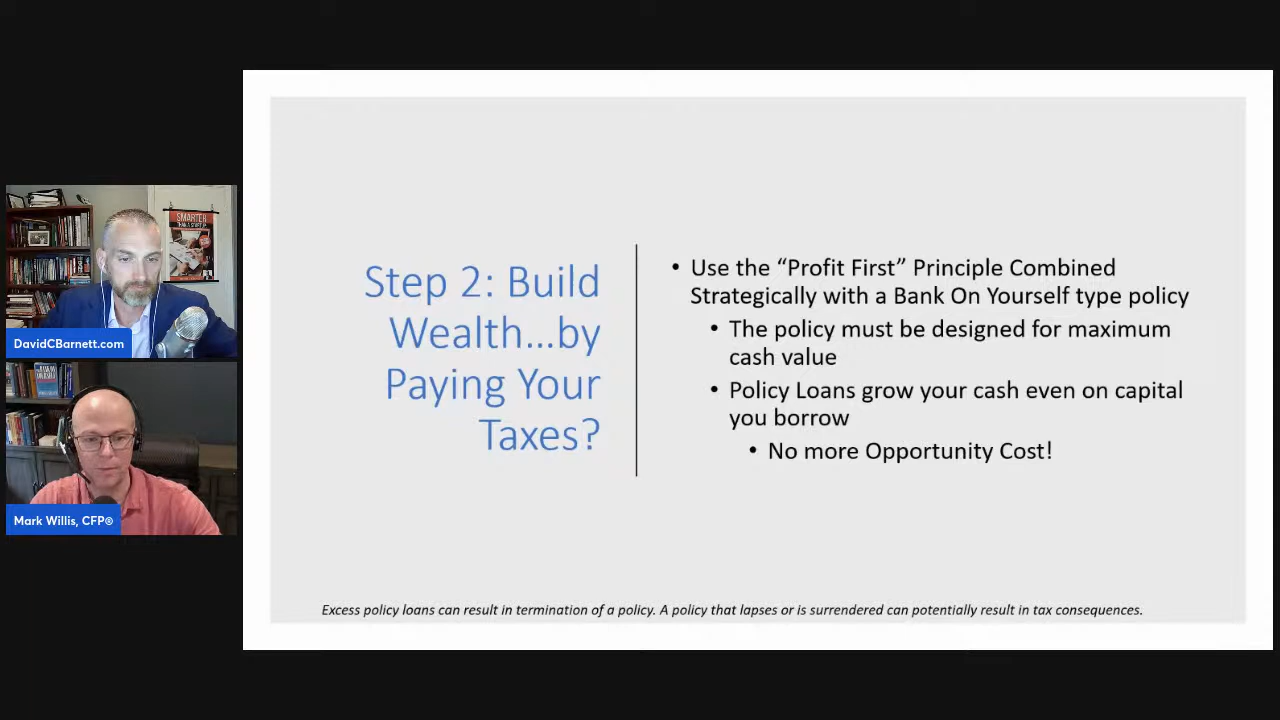 SMARTER
DavidCBarnett.com
Mark Willis, CFP®
Step 2: Build
Wealth...by
Paying Your
Taxes?
• Use the “Profit First” Principle Combined
Strategically with a Bank On Yourself type policy
• The policy must be designed for maximum
cash value
• Policy Loans grow your cash even on capital
you borrow
• No more Opportunity Cost!
Excess policy loans can result in termination of a policy. A policy that lapses or is surrendered can potentially result in tax consequences.